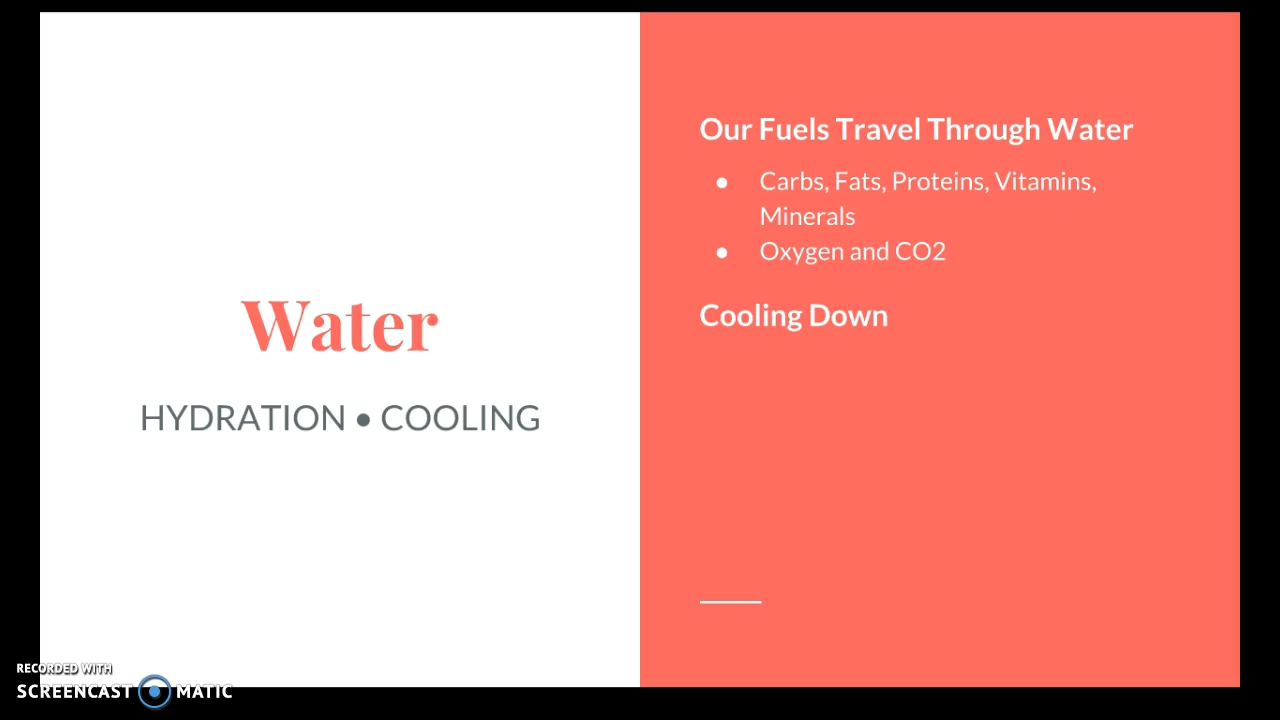 Water
HYDRATION ● COOLING
Our Fuels Travel Through Water
● Carbs, Fats, Proteins, Vitamins,
Minerals
● Oxygen and CO2
Cooling Down
RECORDED WITH
SCREENCAST MATIC